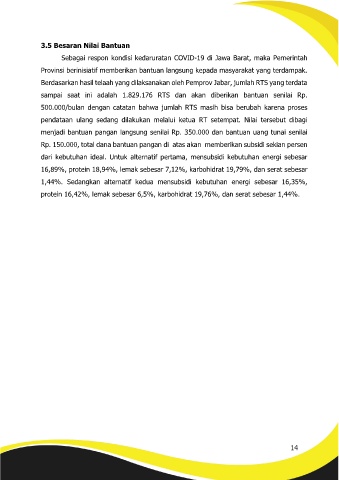 3.5 Besaran Nilai Bantuan
Sebagai respon kondisi kedaruratan COVID-19 di Jawa Barat, maka Pemerintah
Provinsi berinisiatif memberikan bantuan langsung kepada masyarakat yang terdampak.
Berdasarkan hasil telaah yang dilaksanakan oleh Pemprov Jabar, jumlah RTS yang terdata
sampai saat ini adalah 1.829.176 RTS dan akan diberikan bantuan senilai Rp.
500.000/bulan dengan catatan bahwa jumlah RTS masih bisa berubah karena proses
pendataan ulang sedang dilakukan melalui ketua RT setempat. Nilai tersebut dibagi
menjadi bantuan pangan langsung senilai Rp. 350.000 dan bantuan uang tunai senilai
Rp. 150.000, total dana bantuan pangan di atas akan memberikan subsidi sekian persen
dari kebutuhan ideal. Untuk alternatif pertama, mensubsidi kebutuhan energi sebesar
16,89%, protein 18,94%, lemak sebesar 7,12%, karbohidrat 19,79%, dan serat sebesar
1,44%. Sedangkan alternatif kedua mensubsidi kebutuhan energi sebesar 16,35%,
protein 16,42%, lemak sebesar 6,5%, karbohidrat 19,76%, dan serat sebesar 1,44%.
14